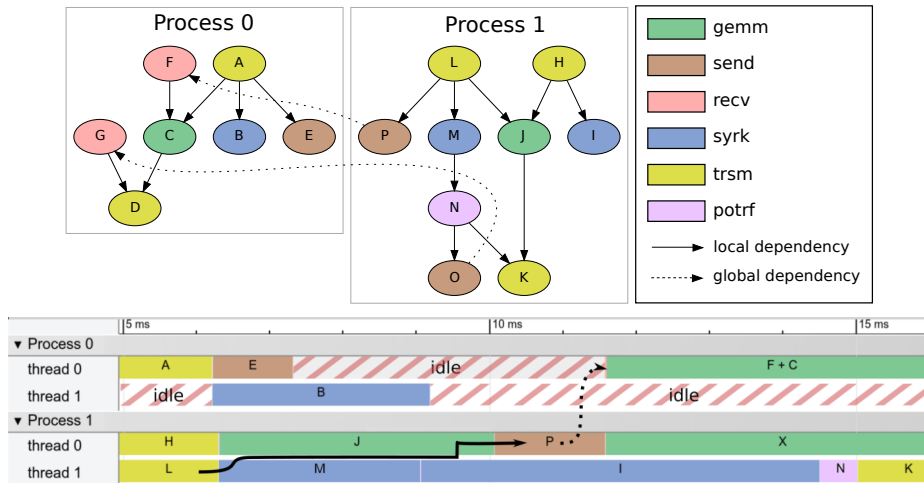 Process 0
Process 1
F
A
G
C
B
E
D
L
H
P
M
J
I
N
O
K
gemm
send
recv
syrk
trsm
potrf
local dependency
global dependency
5 ms
10 ms
15 ms
▼ Process 0
thread 0
A
E
idle
F + C
thread 1
idle
B
idle
▼ Process 1
thread 0
H
J
P
X
thread 1
L
M
I
N
K